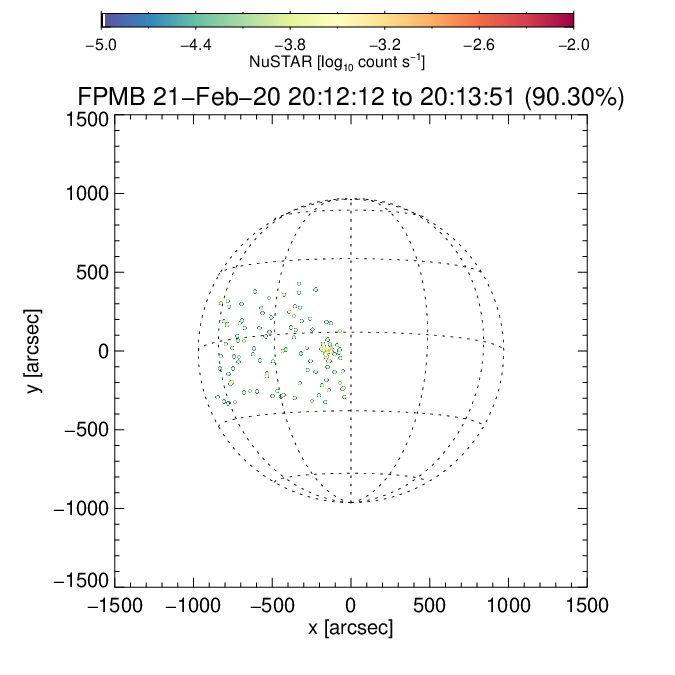 −5.0 −4.4 −3.8 −3.2 −2.6 −2.0
NuSTAR [log₁₀ count s⁻¹]
FPMB 21−Feb−20 20:12:12 to 20:13:51 (90.30%)
1500
1000
500
0
−500
−1000
−1500
y [arcsec]
−1500 −1000 −500 0 500 1000 1500
x [arcsec]